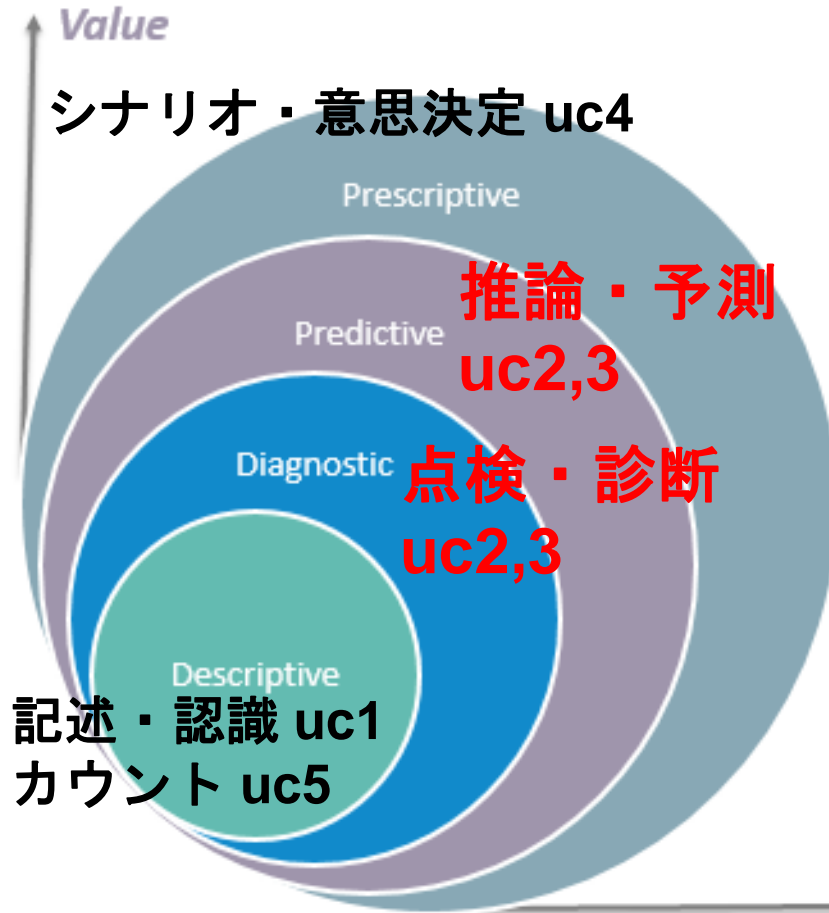 Value
シナリオ・意思決定 uc4
Prescriptive
推論・予測
uc2,3
Predictive
Diagnostic
点検・診断
uc2,3
Descriptive
記述・認識 uc1
カウント uc5